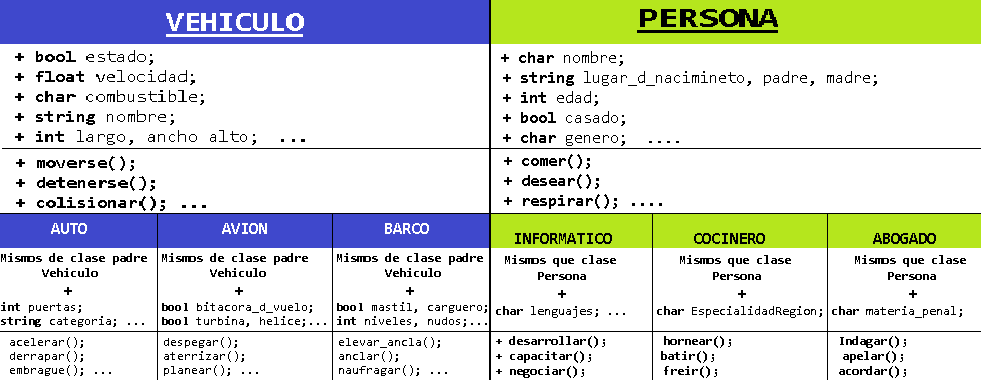 VEHICULO
+ bool estado;
+ float velocidad;
+ char combustible;
+ string nombre;
+ int largo, ancho alto; ...
+ moverse();
+ detenerse();
+ colisionar(); ...
PERSONA
+ char nombre;
+ string lugar_d_nacimineto, padre, madre;
+ int edad;
+ bool casado;
+ char genero; ....
+ comer();
+ desear();
+ respirar(); ....
AUTO
Mismos de clase padre
Vehiculo
+
int puertas;
string categoria; ...
acelerar();
derrapar();
embrague(); ...
AVION
Mismos de clase padre
Vehiculo
+
bool bitacora_d_vuelo;
bool turbina, helice;...
despegar();
aterrizar();
planear(); ...
BARCO
Mismos de clase padre
Vehiculo
+
bool mastil, carguero;
int niveles, nudos;...
elevar_ancla();
anclar();
naufragar(); ...
INFORMATICO
Mismos que clase
Persona
+
char lenguajes; ...
+ desarrollar();
+ capacitar();
+ negociar();
COCINERO
Mismos que clase
Persona
+
char EspecialidadRegion;
hornear();
batir();
freir();
ABOGADO
Mismos que clase
Persona
+
char materia_penal;
Indagar();
apelar();
acordar();